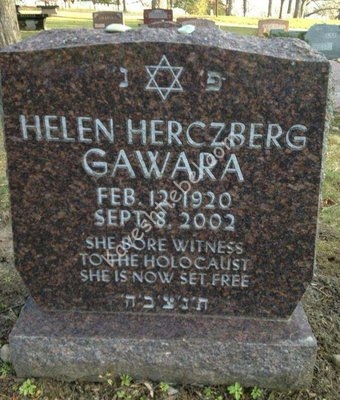 פ נ
HELEN HERCZBERG
GAWARA
FEB. 12, 1920
SEPT. 8, 2002
SHE BORE WITNESS
TO THE HOLOCAUST
SHE IS NOW SET FREE
ת נ צ ב ה